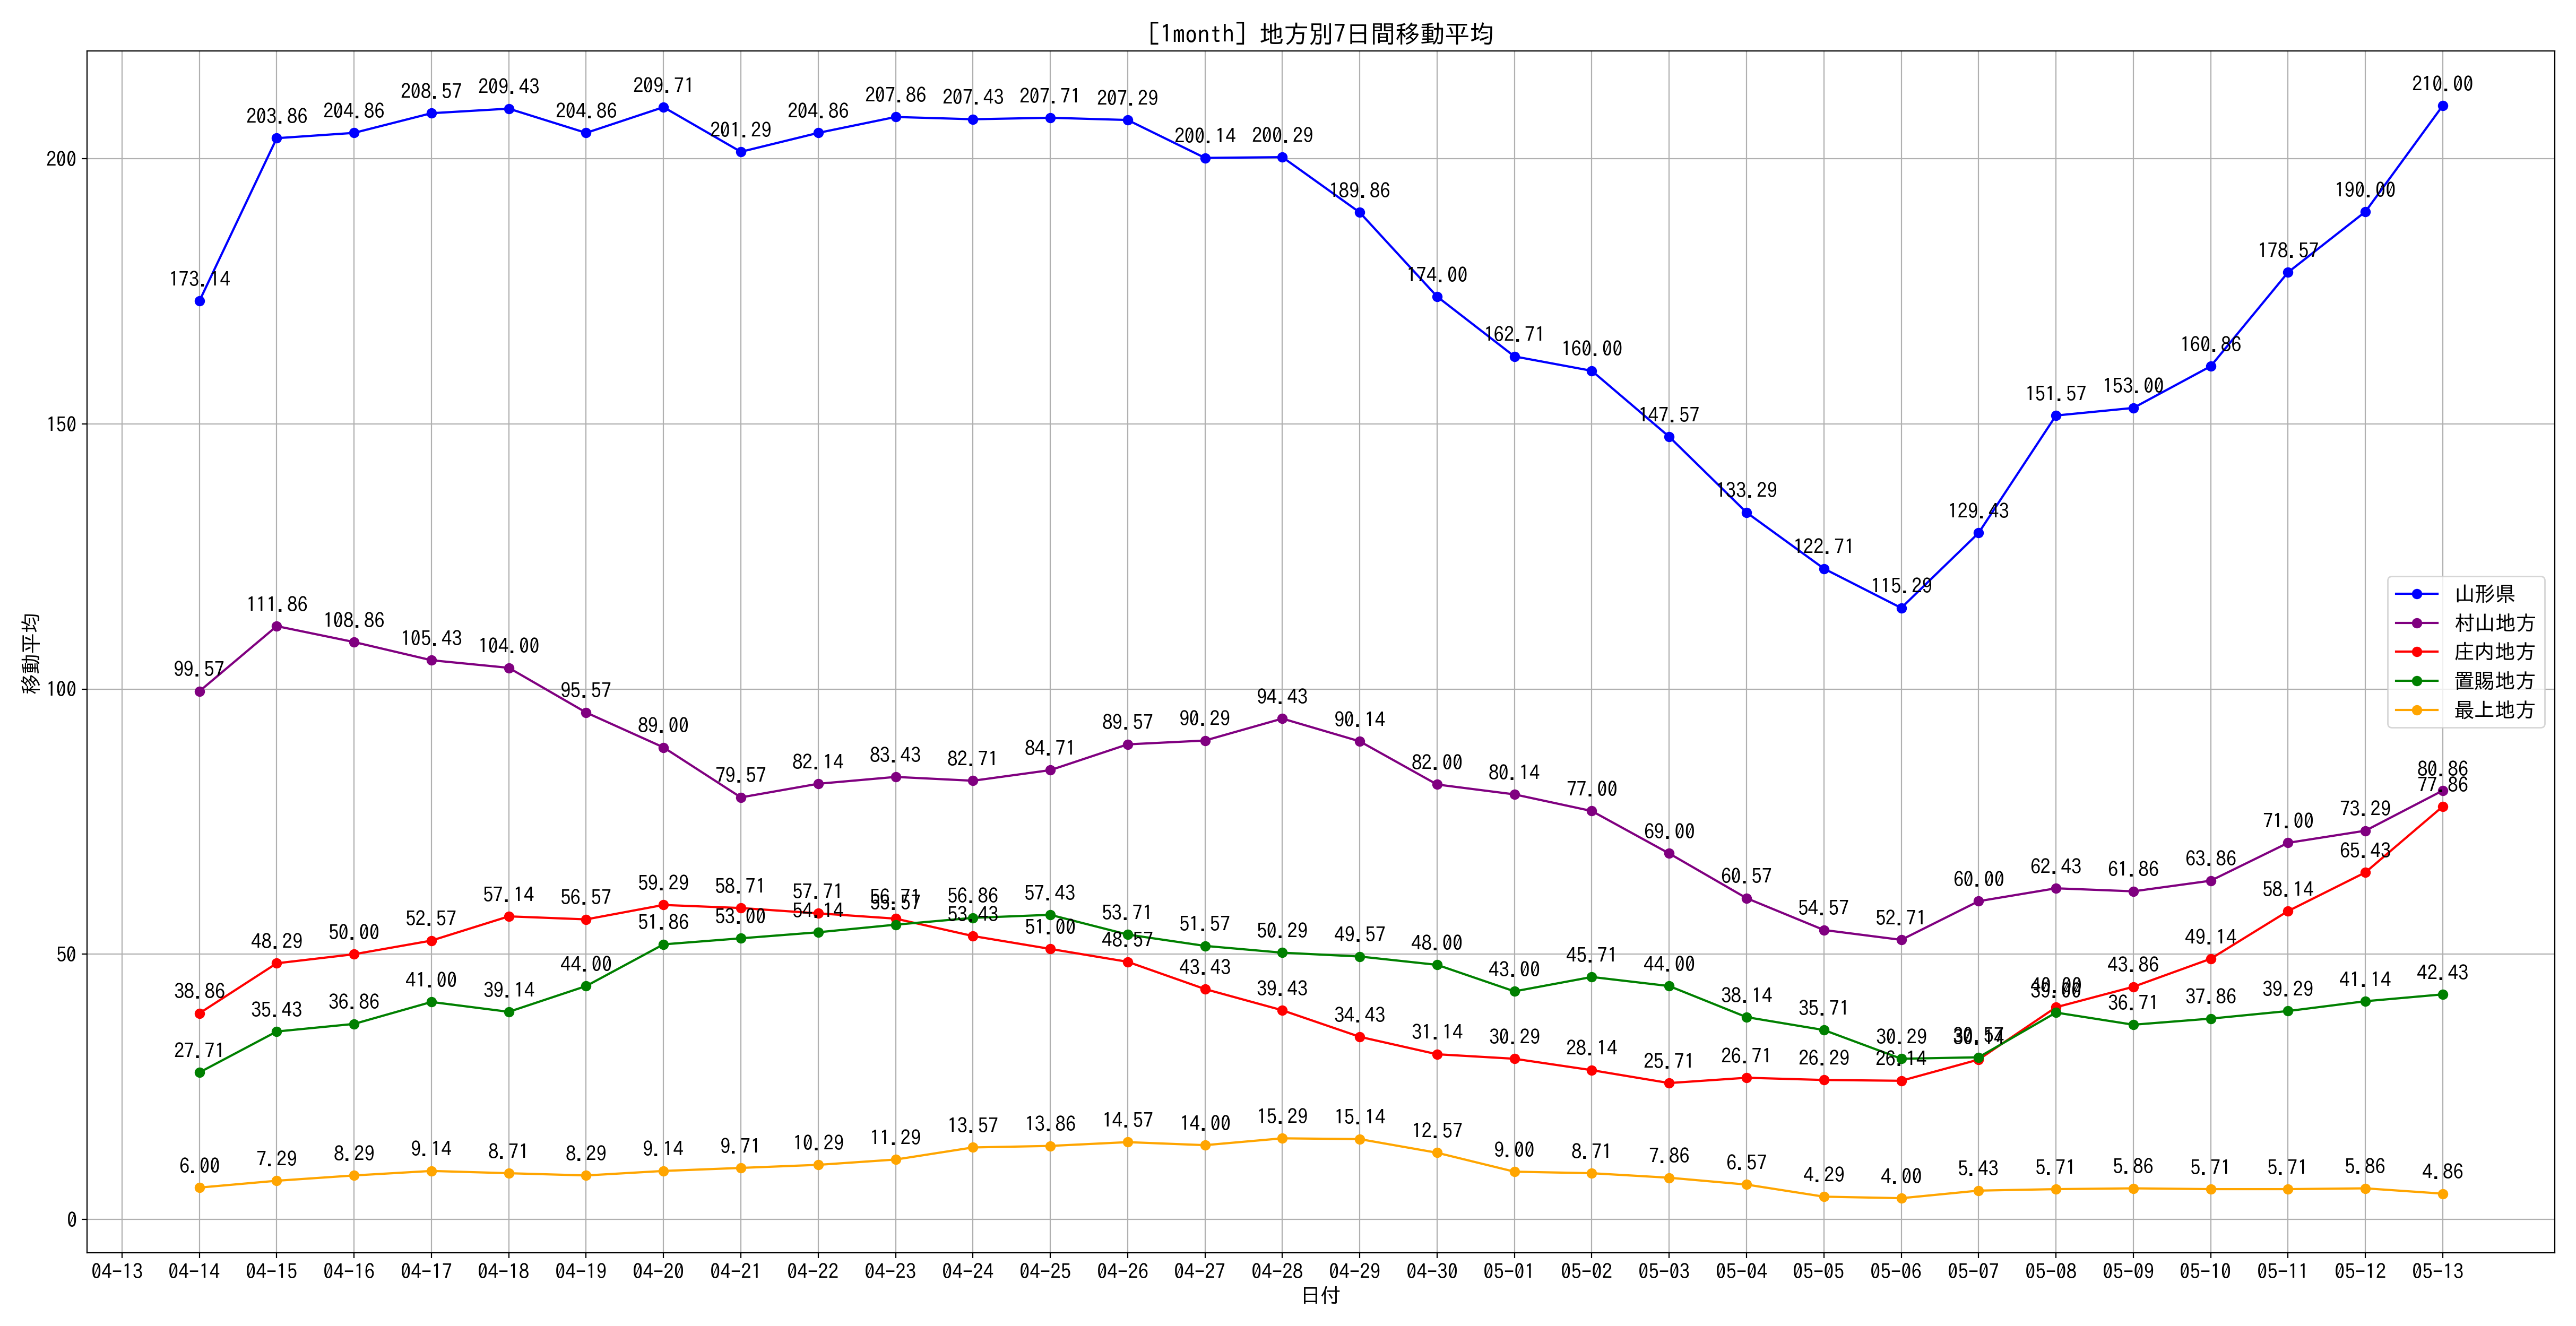 [1month] 地方別7日間移動平均
移動平均
200
150
100
50
0
173.14 203.86 204.86 208.57 209.43 204.86 209.71 201.29 204.86 207.86 207.43 207.71 207.29 200.14 200.29 189.86 174.00 162.71 160.00 147.57 133.29 122.71 115.29 129.43 151.57 153.00 160.86 178.57 190.00 210.00
99.57 111.86 108.86 105.43 104.00 95.57 89.00 79.57 82.14 83.43 82.71 84.71 89.57 90.29 94.43 90.14 82.00 80.14 77.00 69.00 60.57 54.57 52.71 60.00 62.43 61.86 63.86 71.00 73.29 80.86
38.86 48.29 50.00 52.57 57.14 56.57 59.29 58.71 57.71 56.71 53.43 51.00 48.57 43.43 39.43 34.43 31.14 30.29 28.14 25.71 26.71 26.29 26.14 30.14 40.00 43.86 49.14 58.14 65.43 77.86
27.71 35.43 36.86 41.00 39.14 44.00 51.86 53.00 54.14 55.57 56.86 57.43 53.71 51.57 50.29 49.57 48.00 43.00 45.71 44.00 38.14 35.71 30.29 30.57 39.00 36.71 37.86 39.29 41.14 42.43
6.00 7.29 8.29 9.14 8.71 8.29 9.14 9.71 10.29 11.29 13.57 13.86 14.57 14.00 15.29 15.14 12.57 9.00 8.71 7.86 6.57 4.29 4.00 5.43 5.71 5.86 5.71 5.71 5.86 4.86
山形県
村山地方
庄内地方
置賜地方
最上地方
04-13 04-14 04-15 04-16 04-17 04-18 04-19 04-20 04-21 04-22 04-23 04-24 04-25 04-26 04-27 04-28 04-29 04-30 05-01 05-02 05-03 05-04 05-05 05-06 05-07 05-08 05-09 05-10 05-11 05-12 05-13
日付